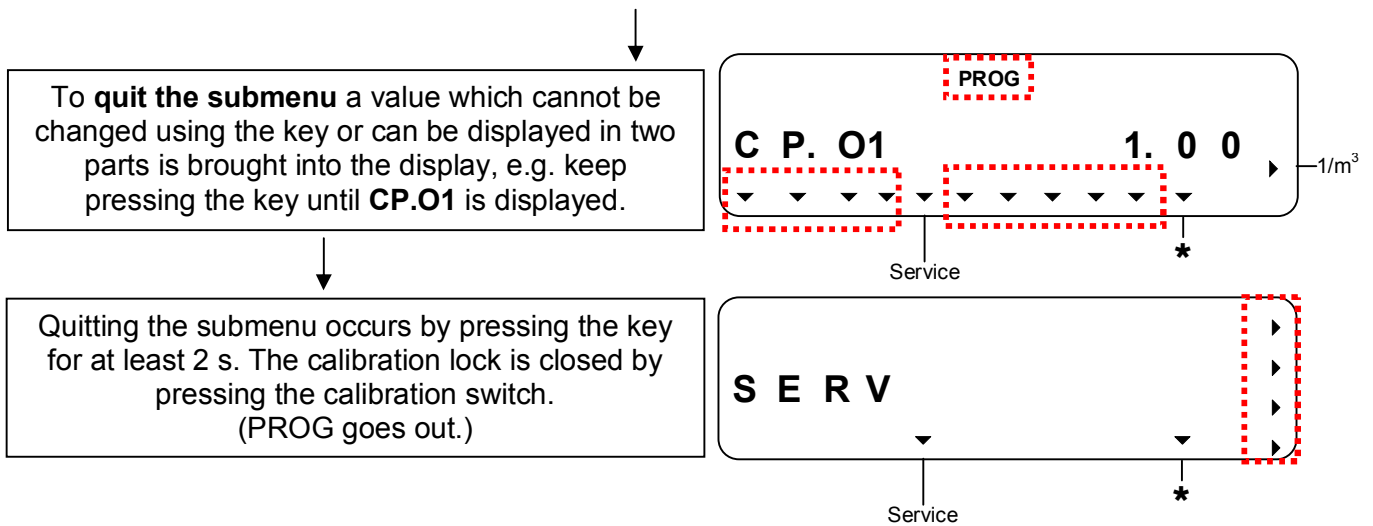 To quit the submenu a value which cannot be
changed using the key or can be displayed in two
parts is brought into the display, e.g. keep
pressing the key until CP.O1 is displayed.
PROG
C P. O1 1. 0 0
1/m³
Service
*
Quitting the submenu occurs by pressing the key
for at least 2 s. The calibration lock is closed by
pressing the calibration switch.
(PROG goes out.)
S E R V
Service
*